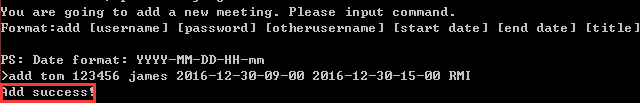 You are going to add a new meeting. Please input command.
Format:add [username] [password] [otherusername] [start date] [end date] [title]
PS: Date format: YYYY-MM-DD-HH-mm
>add tom 123456 james 2016-12-30-09-00 2016-12-30-15-00 RMI
Add success!